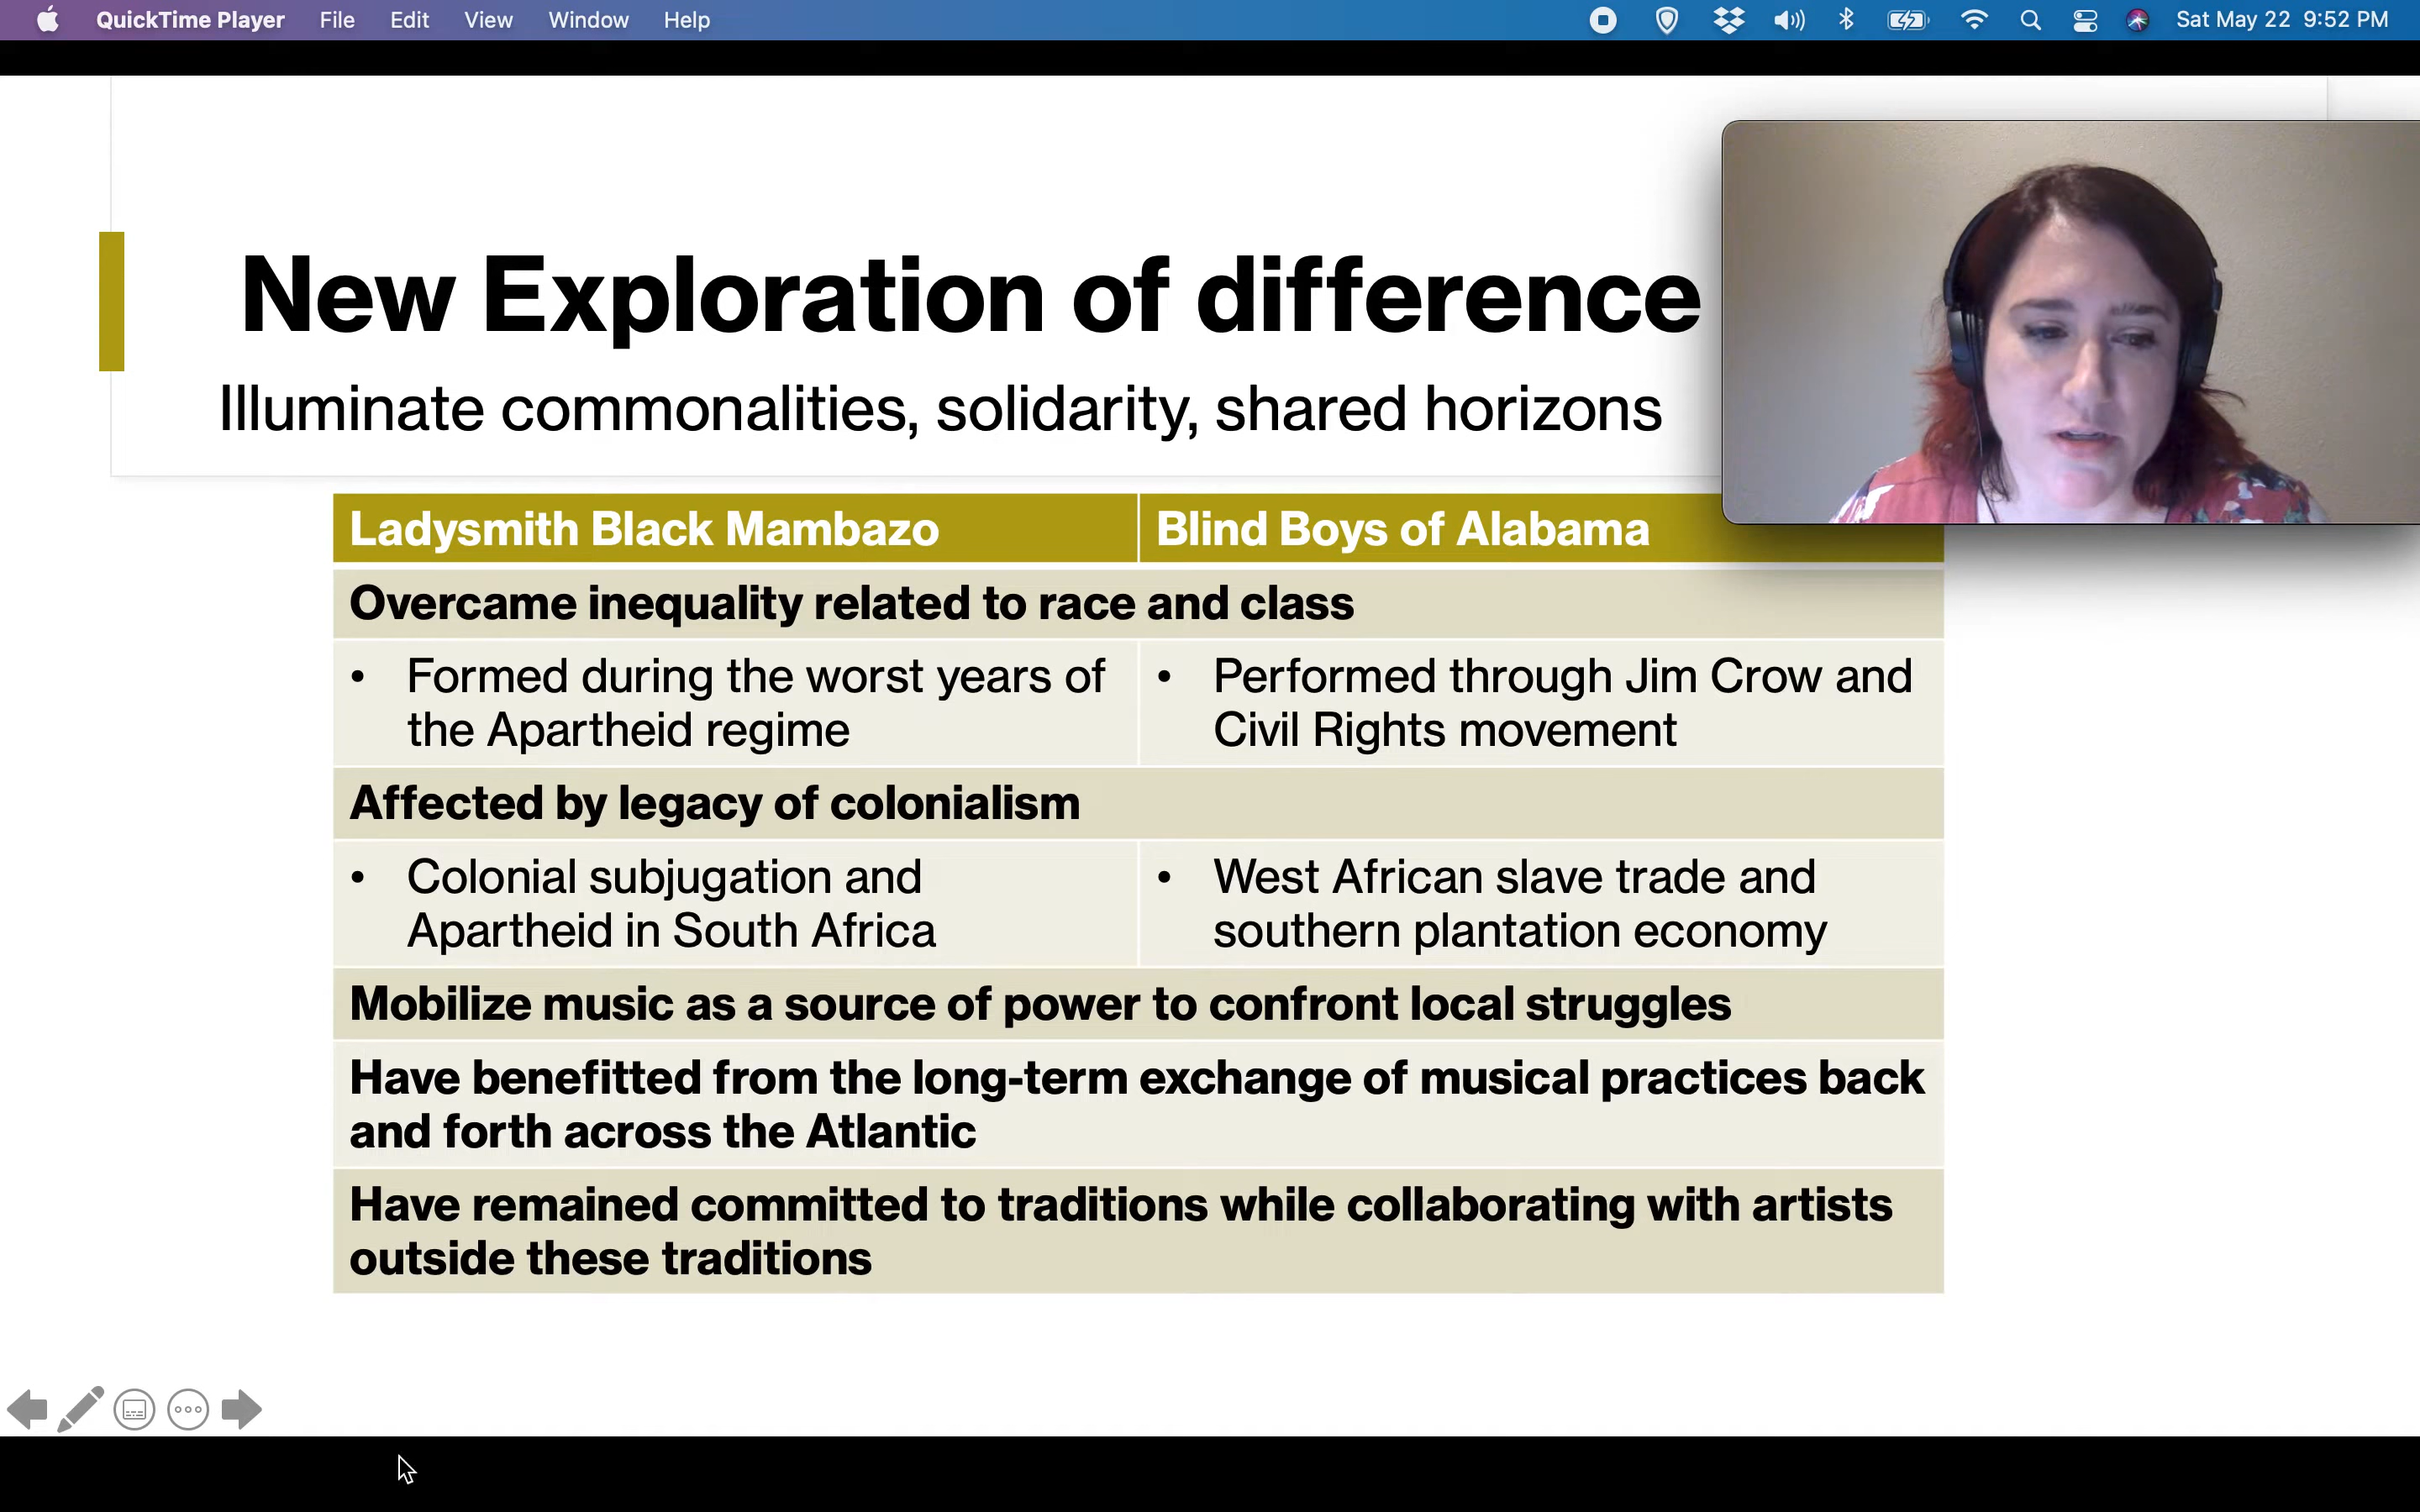 QuickTime Player File Edit View Window Help Sat May 22 9:52 PM
New Exploration of difference
Illuminate commonalities, solidarity, shared horizons
Ladysmith Black Mambazo
Blind Boys of Alabama
Overcame inequality related to race and class
• Formed during the worst years of
the Apartheid regime
• Performed through Jim Crow and
Civil Rights movement
Affected by legacy of colonialism
• Colonial subjugation and
Apartheid in South Africa
• West African slave trade and
southern plantation economy
Mobilize music as a source of power to confront local struggles
Have benefitted from the long-term exchange of musical practices back
and forth across the Atlantic
Have remained committed to traditions while collaborating with artists
outside these traditions